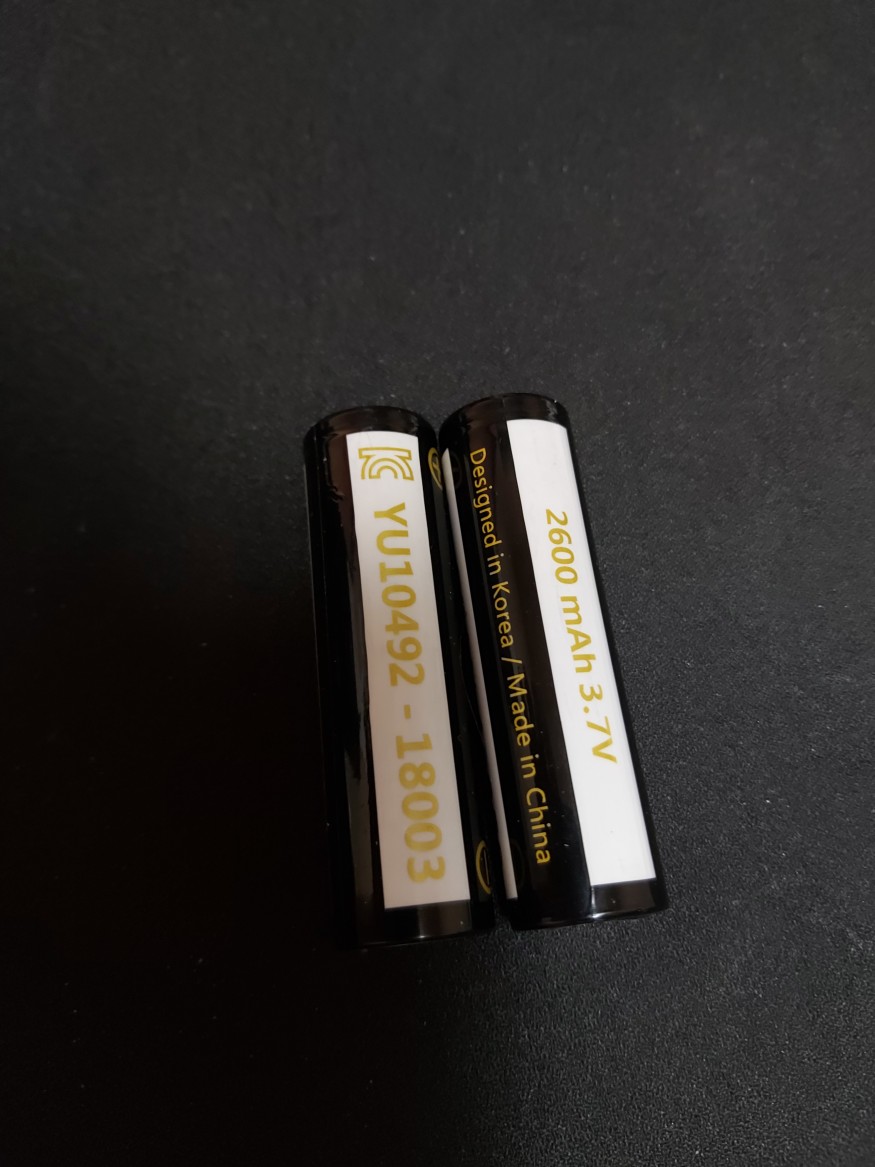 YU10492 - 18003
Designed in Korea / Made in China
2600 mAh 3.7V